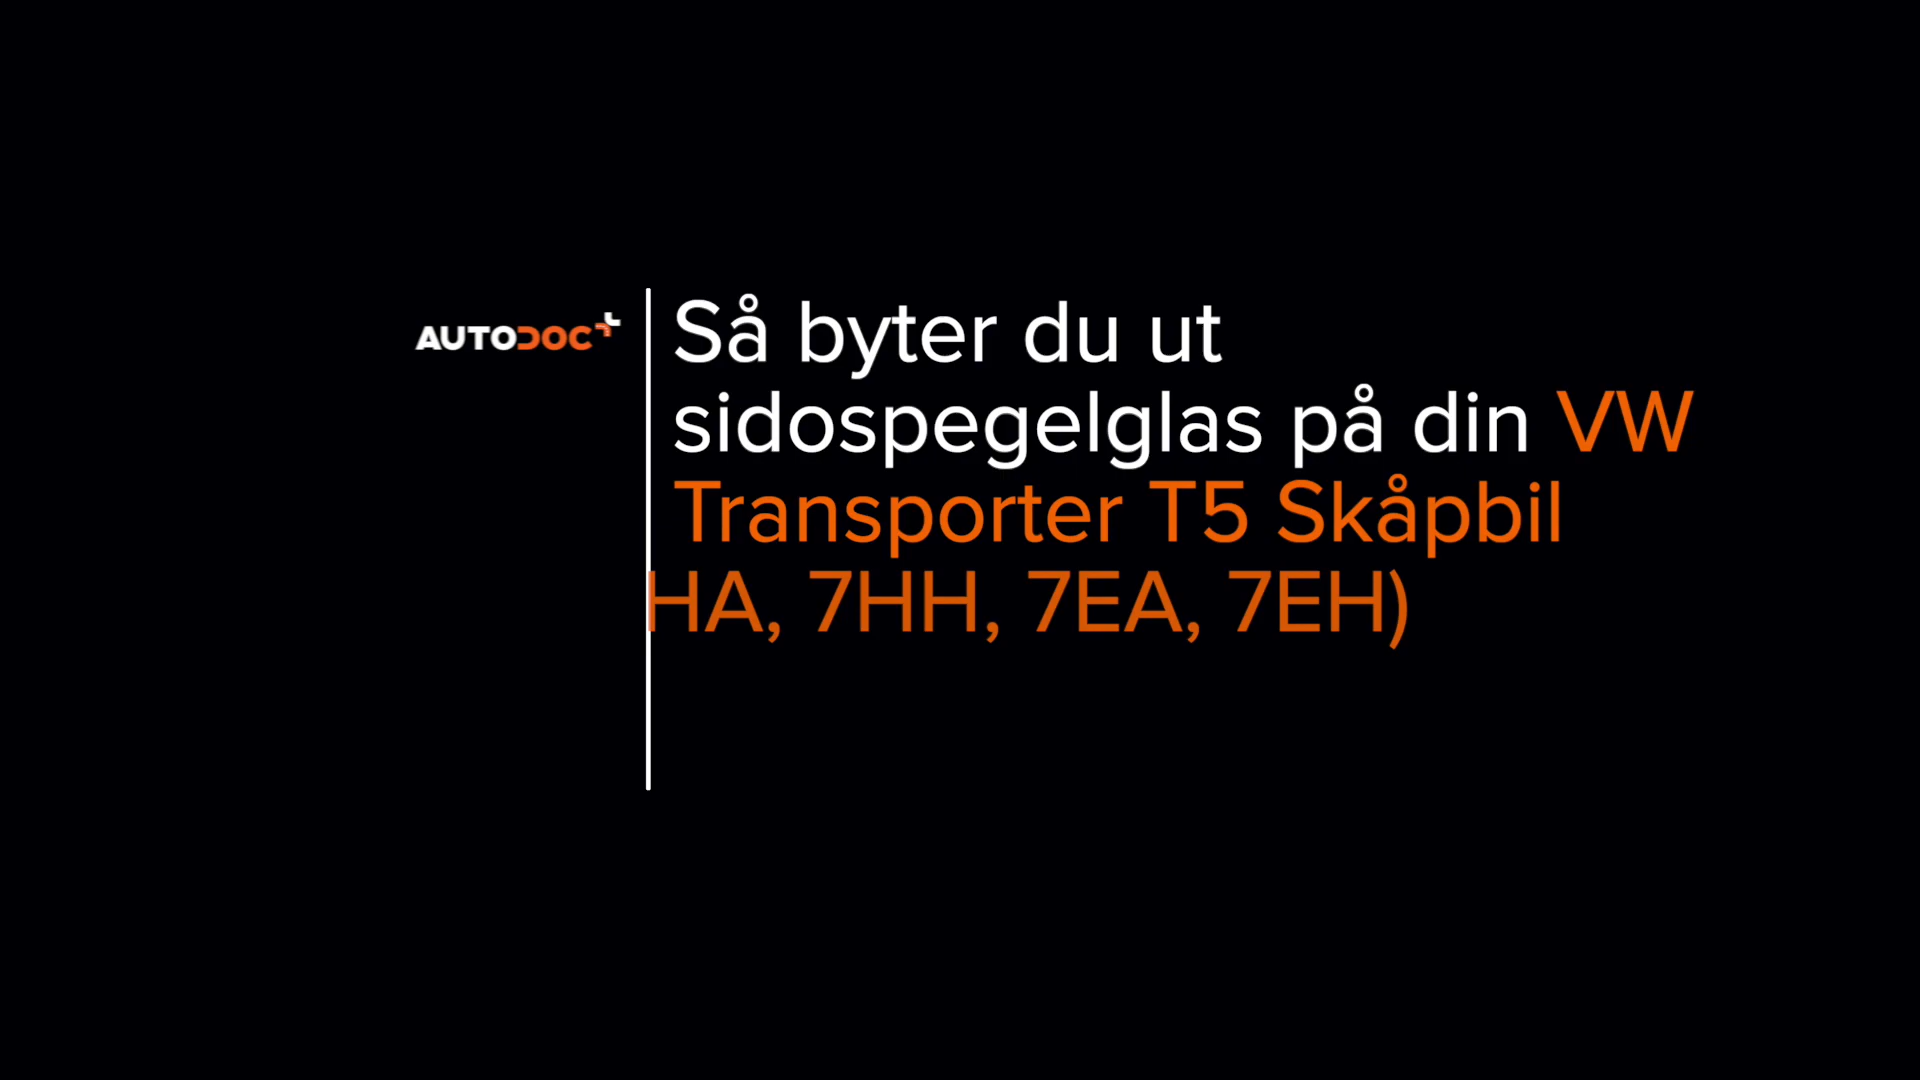 AUTODOC
Så byter du ut
sidospegelglas på din VW
Transporter T5 Skåpbil
HA, 7HH, 7EA, 7EH)